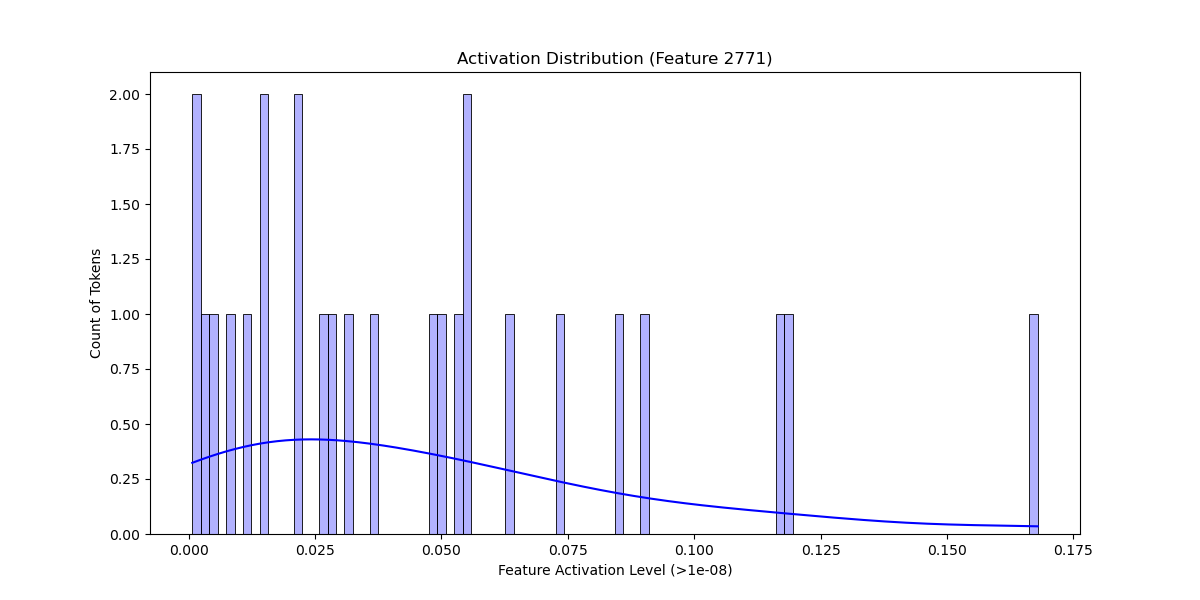 Activation Distribution (Feature 2771)
2.00
1.75
1.50
1.25
1.00
0.75
0.50
0.25
0.00
Count of Tokens
0.000 0.025 0.050 0.075 0.100 0.125 0.150 0.175
Feature Activation Level (>1e-08)